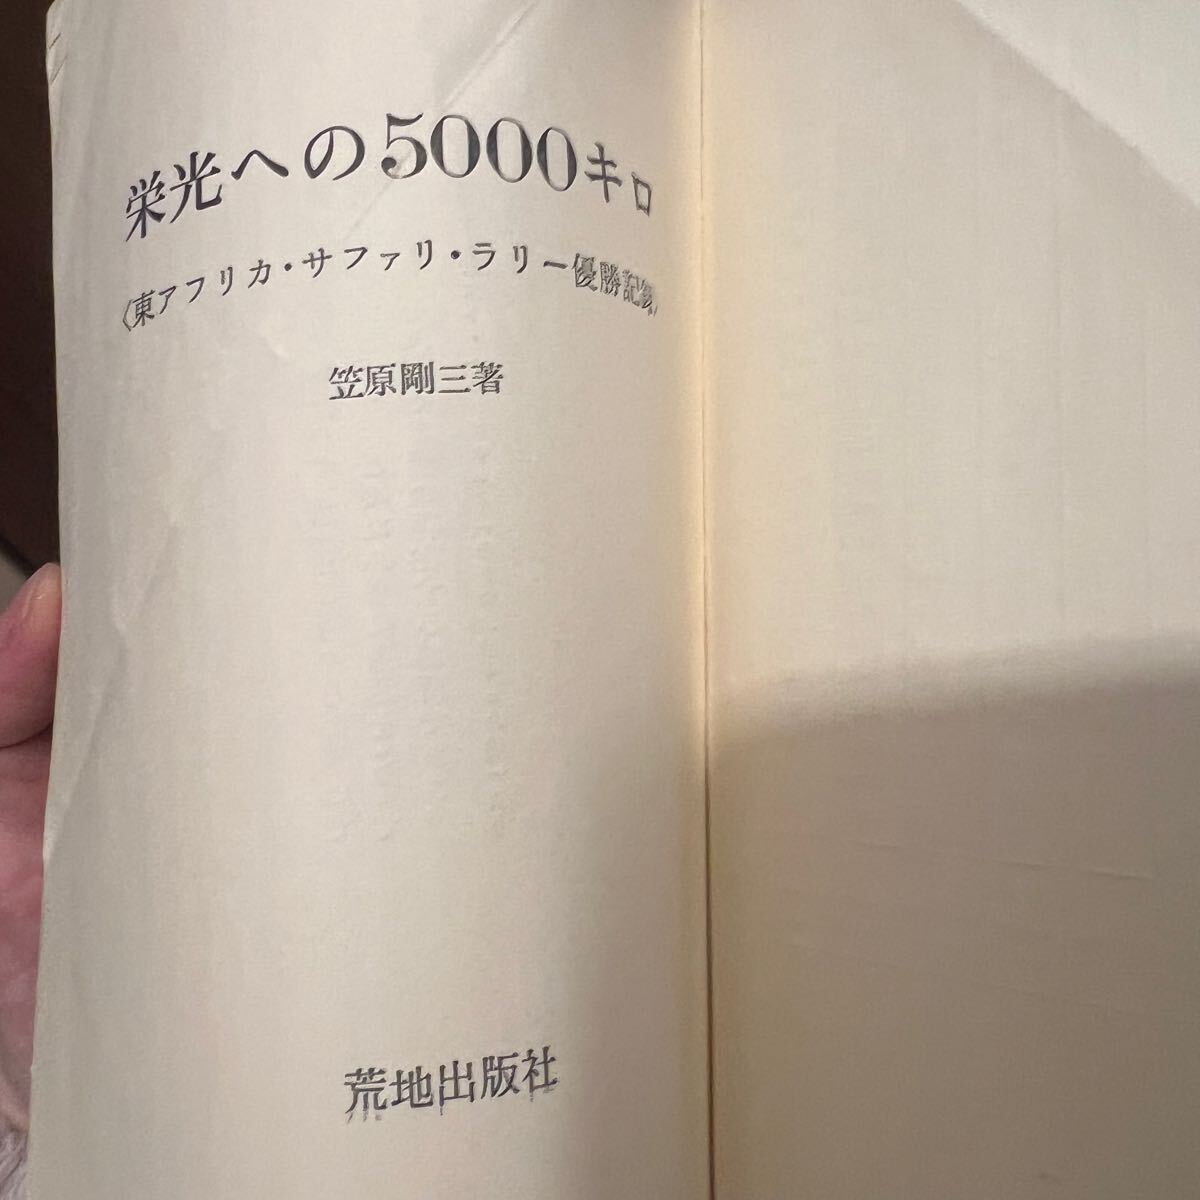 栄光への5000キロ
〈東アフリカ・サファリ・ラリー優勝記録〉
笠原剛三著
荒地出版社